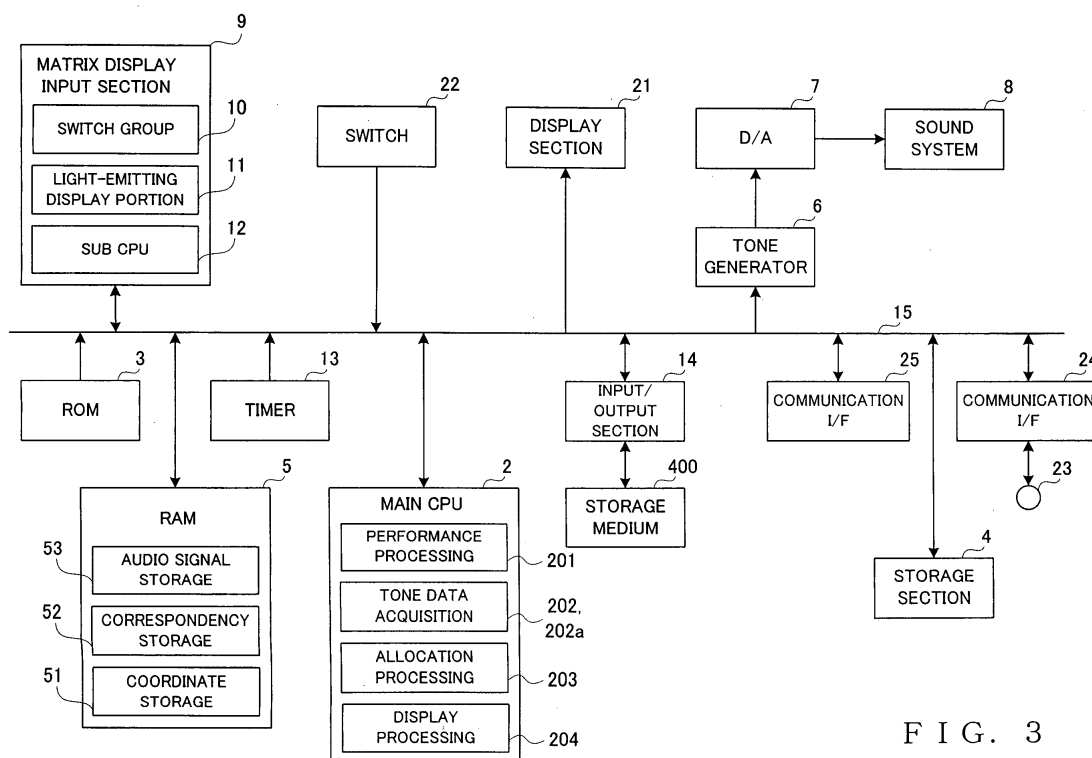 9
MATRIX DISPLAY
INPUT SECTION
10
SWITCH GROUP
11
LIGHT-EMITTING
DISPLAY PORTION
12
SUB CPU
22
SWITCH
21
DISPLAY
SECTION
7
D/A
8
SOUND
SYSTEM
6
TONE
GENERATOR
15
3
ROM
13
TIMER
14
INPUT/
OUTPUT
SECTION
25
COMMUNICATION
I/F
24
COMMUNICATION
I/F
5
RAM
53
AUDIO SIGNAL
STORAGE
52
CORRESPONDENCY
STORAGE
51
COORDINATE
STORAGE
2
MAIN CPU
PERFORMANCE
PROCESSING
201
TONE DATA
ACQUISITION
202,
202a
ALLOCATION
PROCESSING
203
DISPLAY
PROCESSING
204
400
STORAGE
MEDIUM
23
4
STORAGE
SECTION
FIG. 3